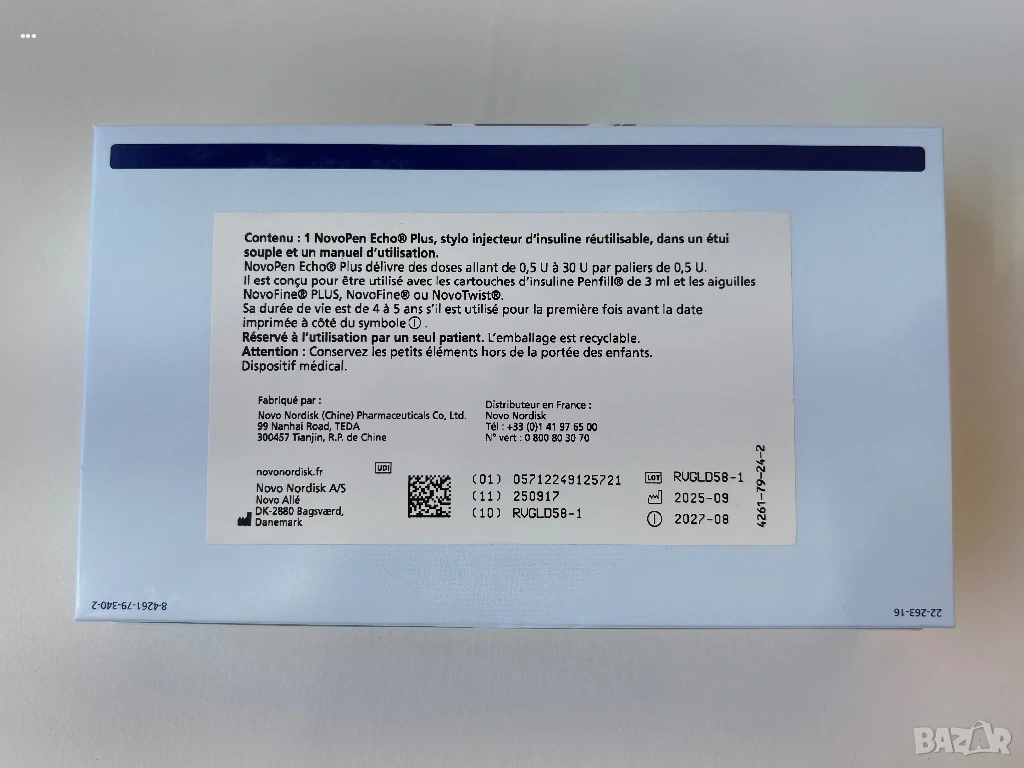 Contenu : 1 NovoPen Echo® Plus, stylo injecteur d'insuline réutilisable, dans un étui
souple et un manuel d'utilisation.
NovoPen Echo® Plus délivre des doses allant de 0,5 U à 30 U par paliers de 0,5 U.
Il est conçu pour être utilisé avec les cartouches d'insuline Penfill® de 3 ml et les aiguilles
NovoFine® PLUS, NovoFine® ou NovoTwist®.
Sa durée de vie est de 4 à 5 ans s'il est utilisé pour la première fois avant la date
imprimée à côté du symbole .
Réservé à l'utilisation par un seul patient. L'emballage est recyclable.
Attention : Conservez les petits éléments hors de la portée des enfants.
Dispositif médical.
Fabriqué par :
Novo Nordisk (Chine) Pharmaceuticals Co, Ltd.
99 Nanhai Road, TEDA
300457 Tianjin, R.P. de Chine
Distributeur en France :
Novo Nordisk
Tél : +33 (0)1 41 97 65 00
N° vert : 0 800 80 30 70
novonordisk.fr
UDI
Novo Nordisk A/S
Novo Allé
DK-2880 Bagsværd,
Danemark
(01) 05712249125721
(11) 250917
(10) RVGLD58-1
LOT RVGLD58-1
2025-09
2027-08
4261-79-24-2
8-4261-79-340-2
22-263-16
BAZAR